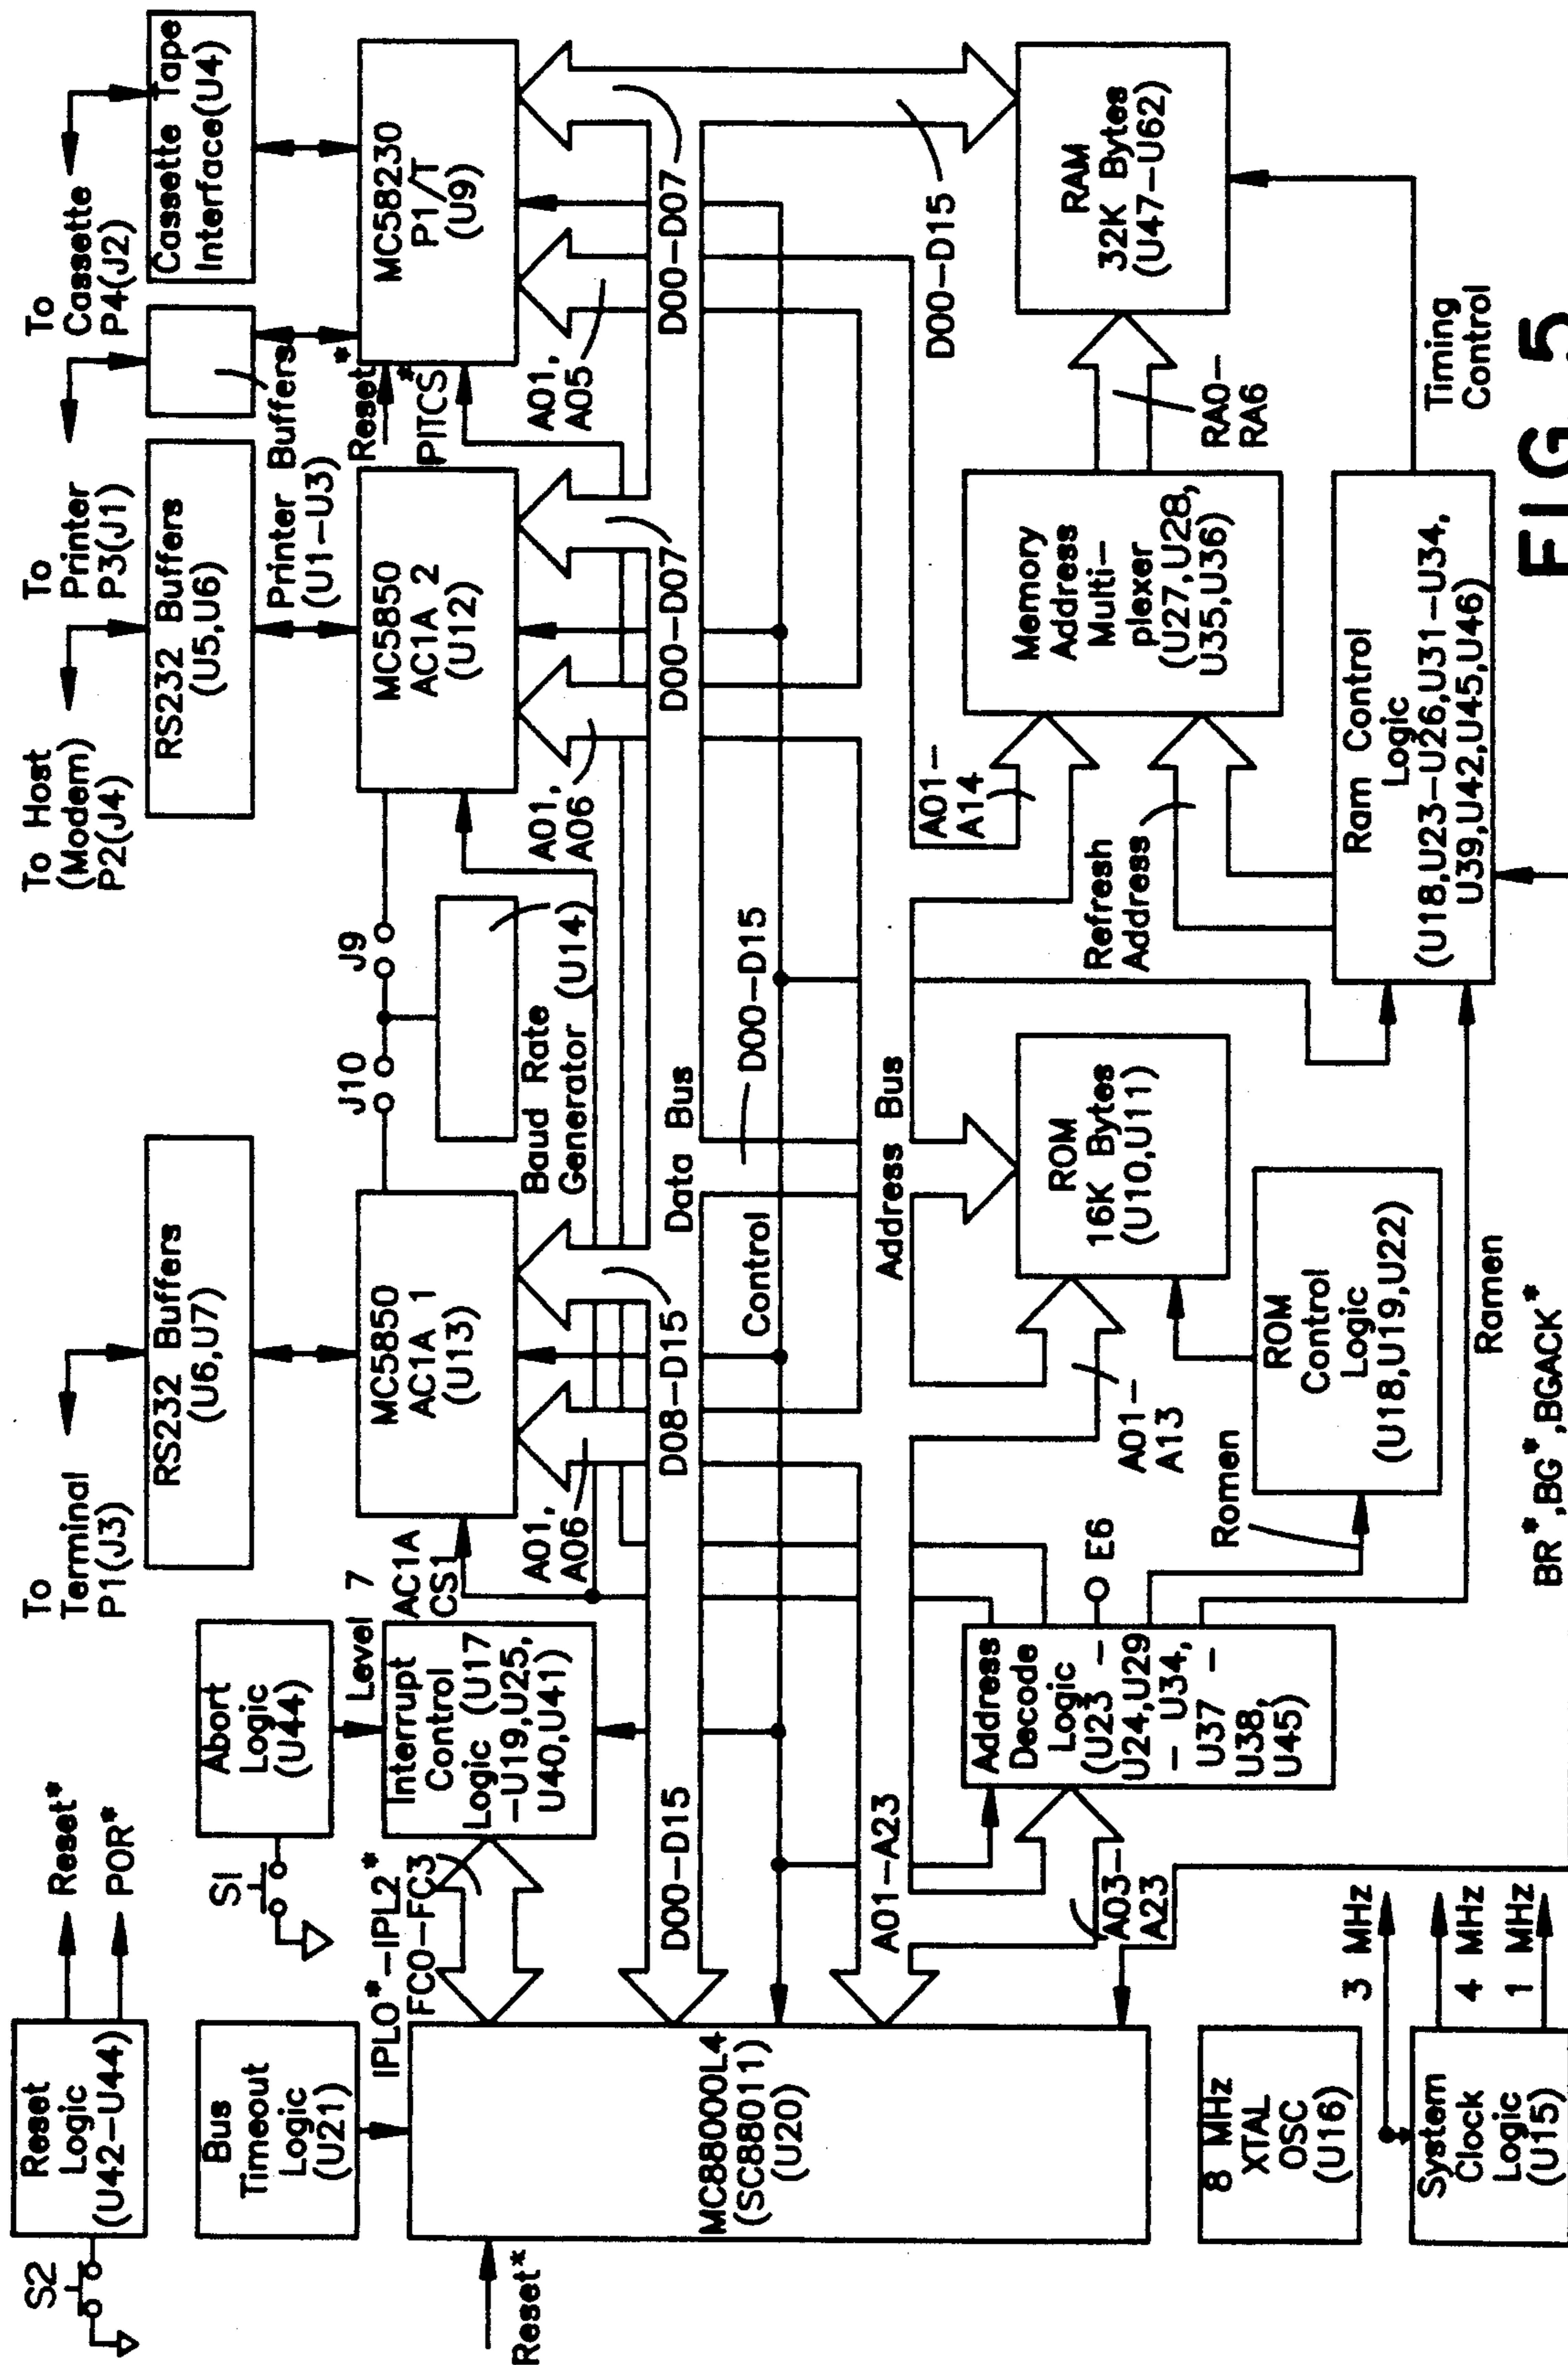 S2
Reset
Logic
(U42-U44)
Reset*
POR*
Bus
Timeout
Logic
(U21)
S1
Abort
Logic
(U44)
Level 7
Interrupt
Control
Logic (U17
-U19,U25,
U40,U41)
IPL0*-IPL2*
FC0-FC3
Reset*
MC88000L4
(SC88011)
(U20)
8 MHz
XTAL
OSC
(U16)
System
Clock
Logic
(U15)
3 MHz
4 MHz
1 MHz
To
Terminal
P1(J3)
RS232 Buffers
(U6,U7)
AC1A
CS1
MC5850
AC1A 1
(U13)
A01,
A06
D08-D15
J10
J9
Baud Rate
Generator (U14)
To Host
(Modem)
P2(J4)
RS232 Buffers
(U5,U6)
MC5850
AC1A 2
(U12)
A01,
A06
D00-D07
To
Printer
P3(J1)
Printer Buffers
(U1-U3)
Reset*
PITCS*
To
Cassette
P4(J2)
Cassette Tape
Interface(U4)
MC58230
P1/T
(U9)
A01,
A05
D00-D07
D00-D15
Data Bus
D00-D15
Control
D00-D15
A01-A23
Address Bus
A03-
A23
Address
Decode
Logic
(U23 -
U24,U29
- U34,
U37 -
U38,
U45)
E6
Romen
A01-
A13
ROM
16K Bytes
(U10,U11)
ROM
Control
Logic
(U18,U19,U22)
Ramen
BR*,BG*,BGACK*
A01-
A14
Refresh
Address
Memory
Address
Multi-
plexer
(U27,U28,
U35,U36)
RA0-
RA6
RAM
32K Bytes
(U47-U62)
Ram Control
Logic
(U18,U23-U26,U31-U34,
U39,U42,U45,U46)
Timing
Control
FIG.5